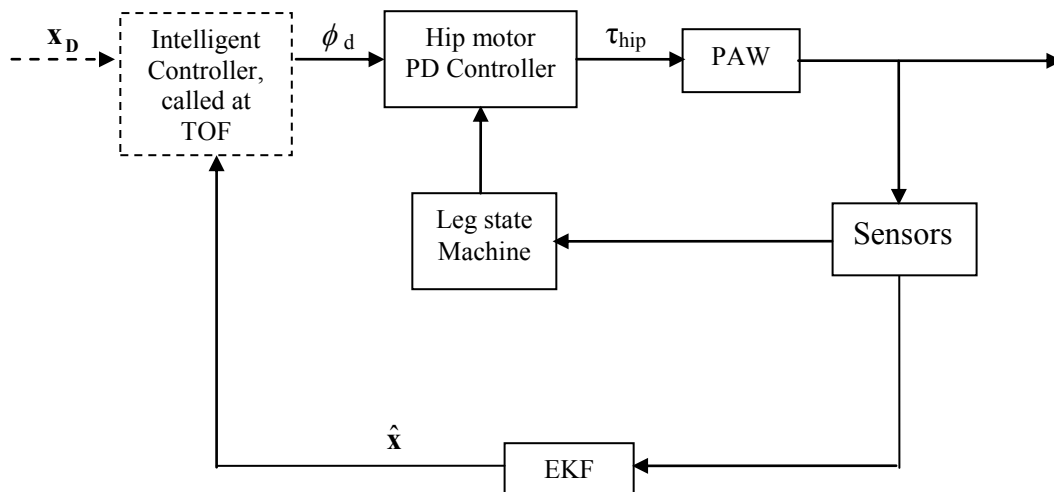 x_D
Intelligent
Controller,
called at
TOF
ϕ_d
Hip motor
PD Controller
τ_hip
PAW
Leg state
Machine
Sensors
x̂
EKF